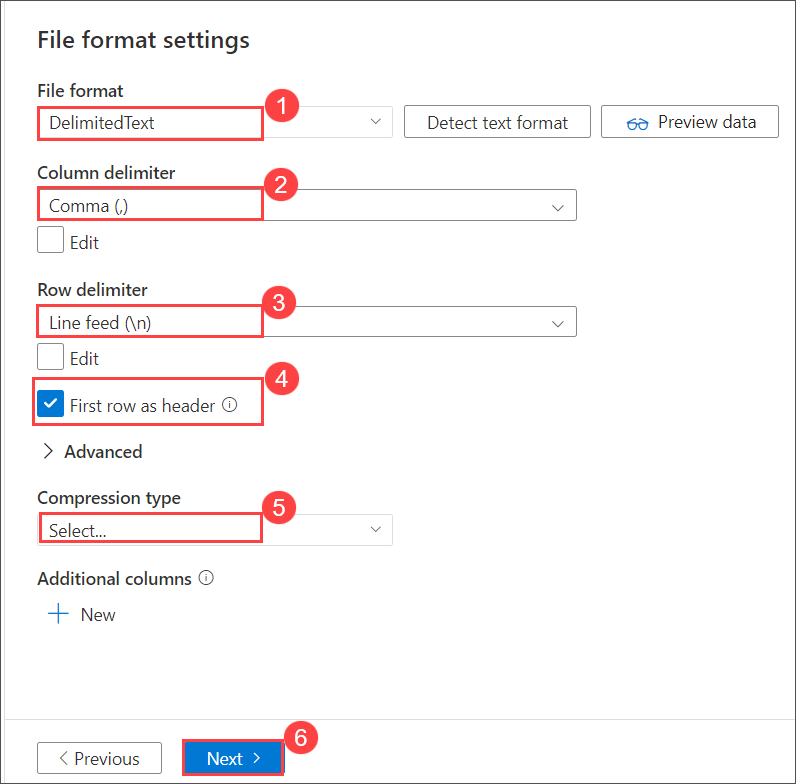 File format settings
File format
1
DelimitedText
Detect text format
Preview data
Column delimiter
2
Comma (,)
Edit
Row delimiter
3
Line feed (\n)
Edit
4
First row as header
Advanced
Compression type
5
Select...
Additional columns
New
6
Previous
Next